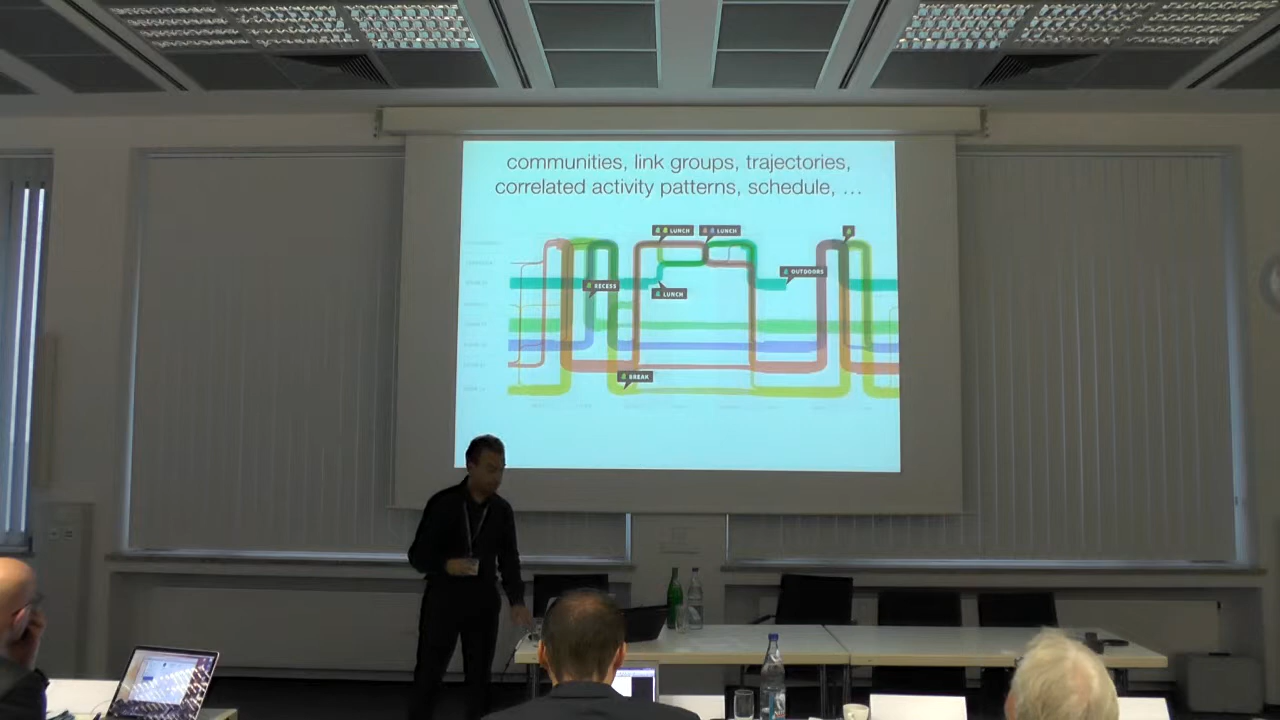 communities, link groups, trajectories,
correlated activity patterns, schedule, …
LUNCH
LUNCH
OUTDOORS
RECESS
LUNCH
BREAK